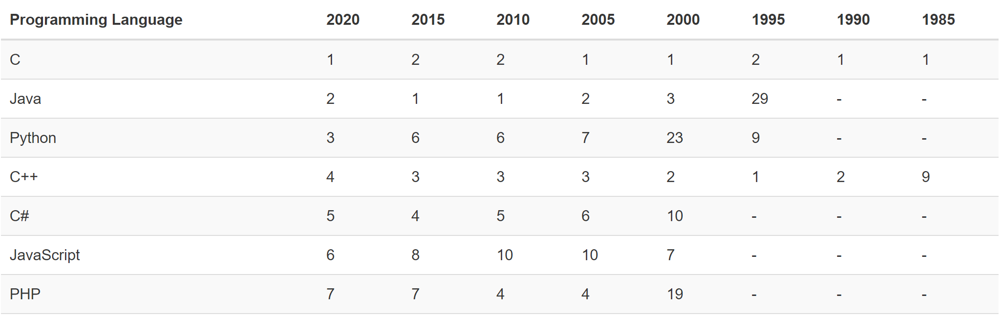 Programming Language 2020 2015 2010 2005 2000 1995 1990 1985
C 1 2 2 1 1 2 1 1
Java 2 1 1 2 3 29 - -
Python 3 6 6 7 23 9 - -
C++ 4 3 3 3 2 1 2 9
C# 5 4 5 6 10 - - -
JavaScript 6 8 10 10 7 - - -
PHP 7 7 4 4 19 - - -